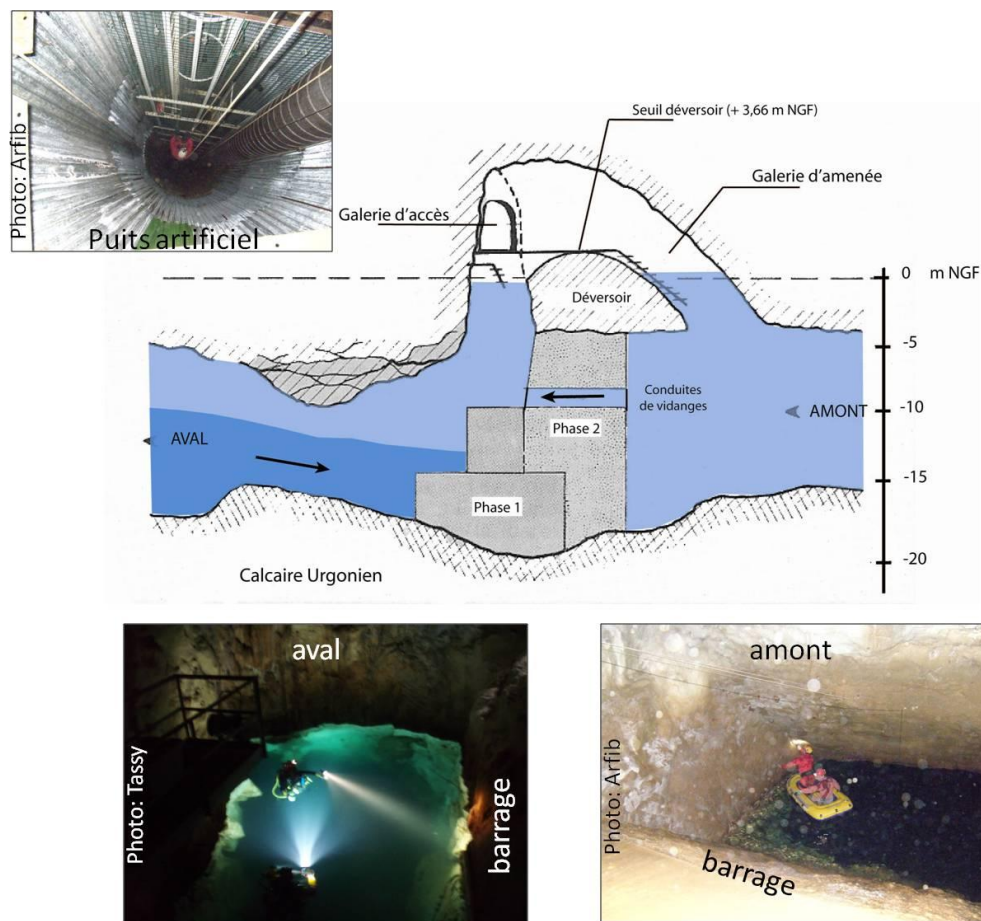 Photo: Arfib
Puits artificiel
Seuil déversoir (+ 3,66 m NGF)
Galerie d'amenée
Galerie d'accès
0 m NGF
Déversoir
-5
Conduites
de vidanges
-10
AMONT
AVAL
Phase 2
-15
Phase 1
-20
Calcaire Urgonien
aval
Photo: Tassy
barrage
amont
Photo: Arfib
barrage